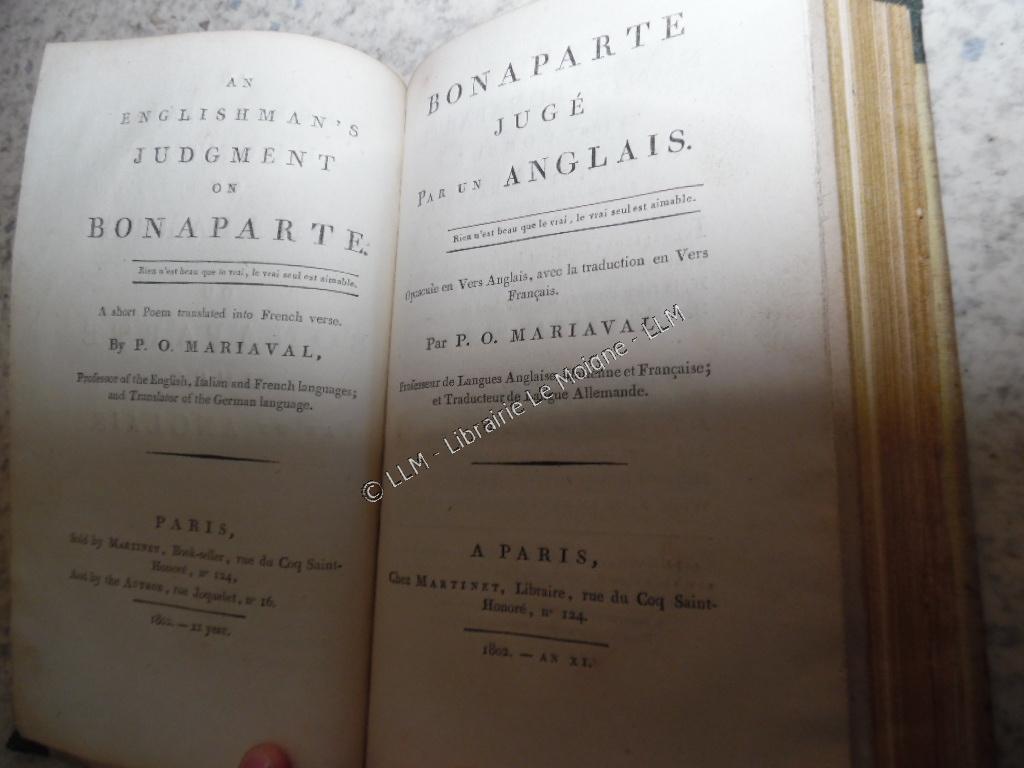 AN
ENGLISHMAN'S
JUDGMENT
ON
BONAPARTE.
Rien n'est beau que le vrai, le vrai seul est aimable.
A short Poem translated into French verse.
By P. O. MARIAVAL,
Professor of the English, Italian and French languages;
and Translator of the German language.
PARIS,
Sold by MARTINET, Book-seller, rue du Coq Saint-
Honoré, n° 124,
And by the AUTHOR, rue Joquelet, n° 16.
1802. — 11 year.
BONAPARTE
JUGÉ
PAR UN ANGLAIS.
Rien n'est beau que le vrai, le vrai seul est aimable.
Opuscule en Vers Anglais, avec la traduction en Vers
Français.
Par P. O. MARIAVAL,
Professeur de Langues Anglaise, Italienne et Française;
et Traducteur de Langue Allemande.
A PARIS,
Chez MARTINET, Libraire, rue du Coq Saint-
Honoré, n° 124.
1802. — AN XI.
© LLM - Librairie Le Moigne - LLM